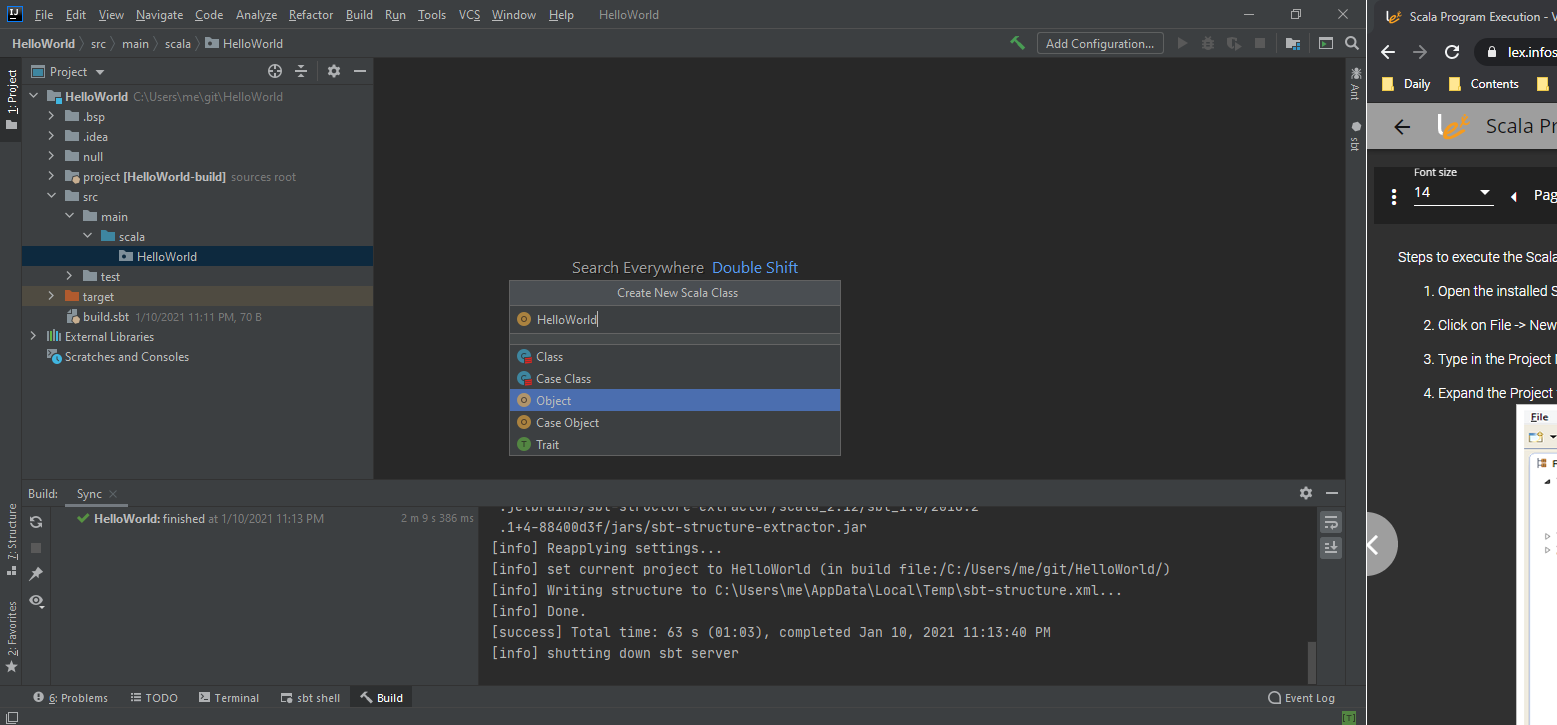 File Edit View Navigate Code Analyze Refactor Build Run Tools VCS Window Help HelloWorld
HelloWorld src main scala HelloWorld
Add Configuration...
1: Project
Project
HelloWorld C:\Users\me\git\HelloWorld
.bsp
.idea
null
project [HelloWorld-build] sources root
src
main
scala
HelloWorld
test
target
build.sbt 1/10/2021 11:11 PM, 70 B
External Libraries
Scratches and Consoles
Search Everywhere Double Shift
Create New Scala Class
HelloWorld
Class
Case Class
Object
Case Object
Trait
Ant
sbt
Build: Sync
HelloWorld: finished at 1/10/2021 11:13 PM 2 m 9 s 386 ms
.jetbrains/sbt-structure-extractor/scala_2.12/sbt_1.0/2018.2
.1+4-88400d3f/jars/sbt-structure-extractor.jar
[info] Reapplying settings...
[info] set current project to HelloWorld (in build file:/C:/Users/me/git/HelloWorld/)
[info] Writing structure to C:\Users\me\AppData\Local\Temp\sbt-structure.xml...
[info] Done.
[success] Total time: 63 s (01:03), completed Jan 10, 2021 11:13:40 PM
[info] shutting down sbt server
7: Structure
2: Favorites
6: Problems TODO Terminal sbt shell Build Event Log
Scala Program Execution - V
lex.infos
Daily Contents
Scala Pr
Font size
14 Pag
Steps to execute the Scala
1. Open the installed S
2. Click on File -> New
3. Type in the Project
4. Expand the Project
File